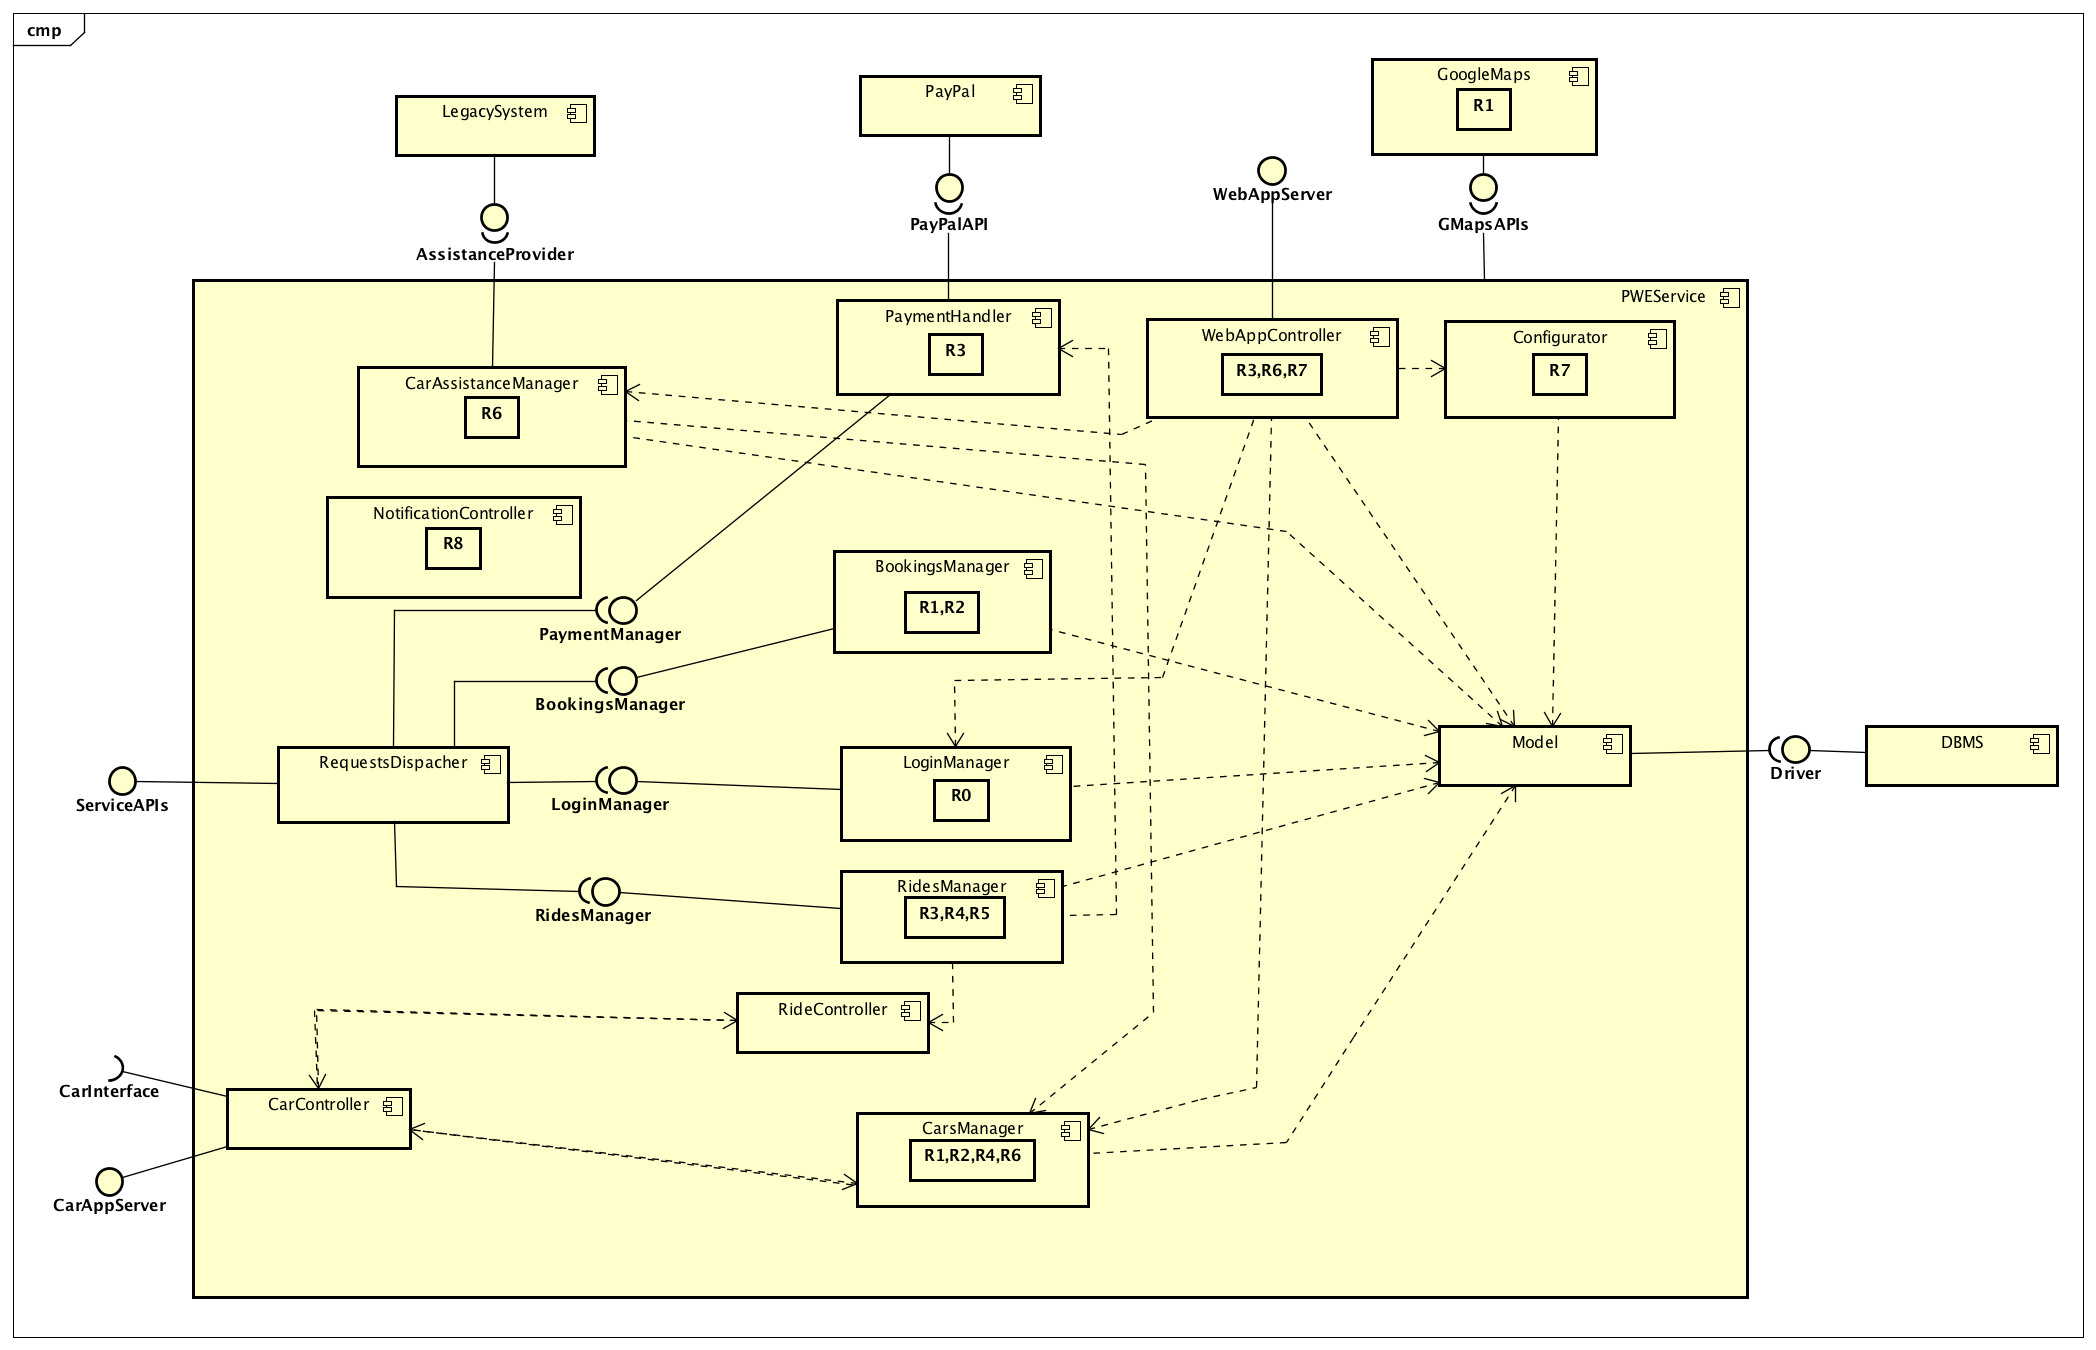 cmp
GoogleMaps
R1
PayPal
LegacySystem
WebAppServer
PayPalAPI
GMapsAPIs
AssistanceProvider
PWEService
PaymentHandler
R3
WebAppController
R3,R6,R7
Configurator
R7
CarAssistanceManager
R6
NotificationController
R8
BookingsManager
R1,R2
PaymentManager
BookingsManager
RequestsDispacher
LoginManager
R0
Model
DBMS
Driver
ServiceAPIs
LoginManager
RidesManager
R3,R4,R5
RidesManager
RideController
CarInterface
CarController
CarsManager
R1,R2,R4,R6
CarAppServer